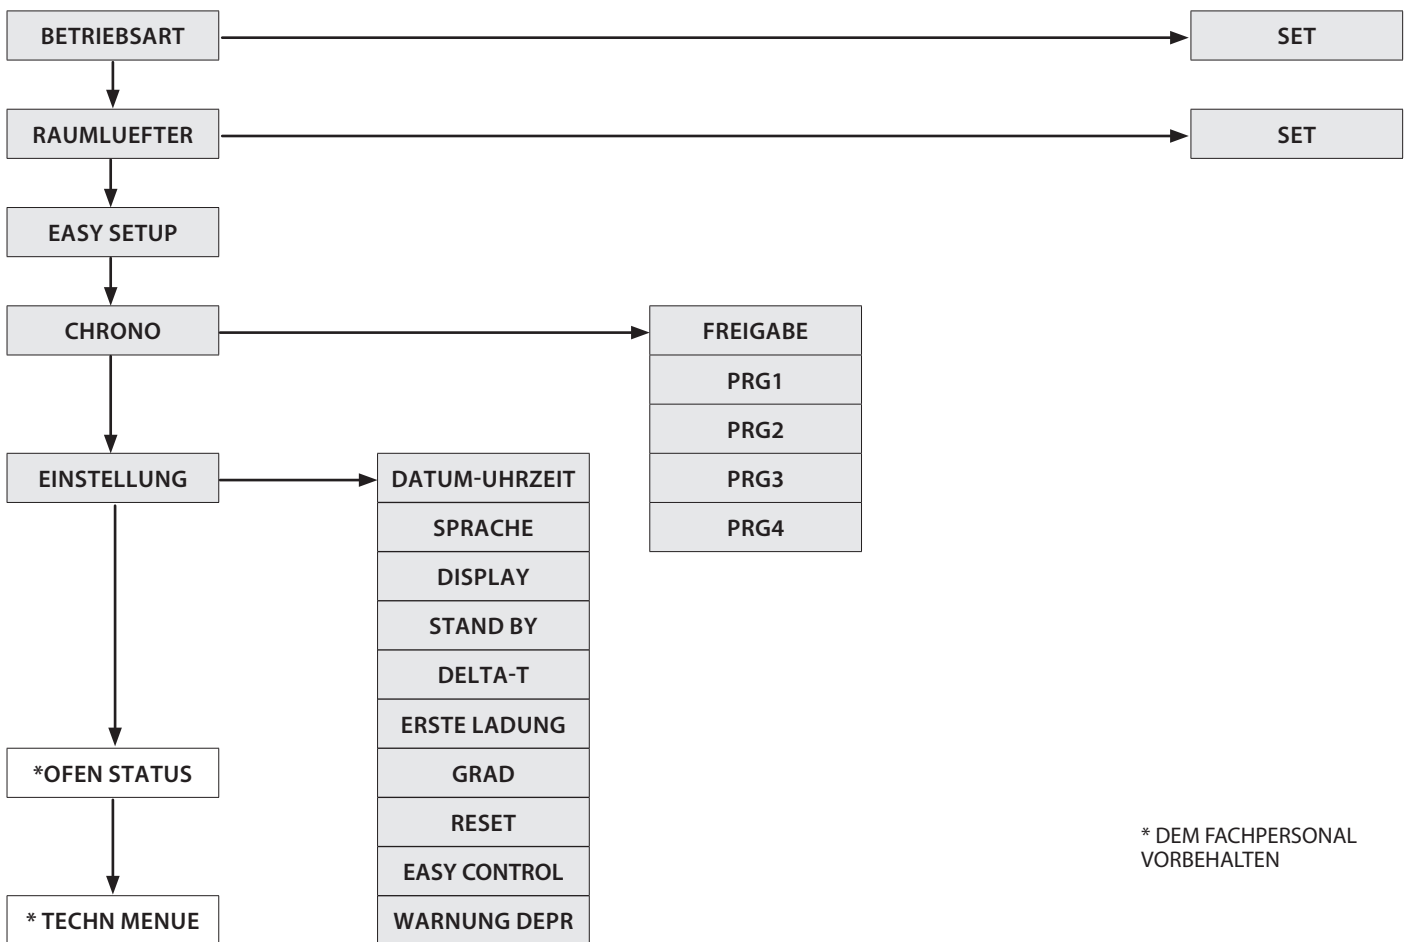 BETRIEBSART
SET
RAUMLUEFTER
SET
EASY SETUP
CHRONO
FREIGABE
PRG1
PRG2
PRG3
PRG4
EINSTELLUNG
DATUM-UHRZEIT
SPRACHE
DISPLAY
STAND BY
DELTA-T
ERSTE LADUNG
GRAD
RESET
EASY CONTROL
WARNUNG DEPR
*OFEN STATUS
* TECHN MENUE
* DEM FACHPERSONAL
VORBEHALTEN